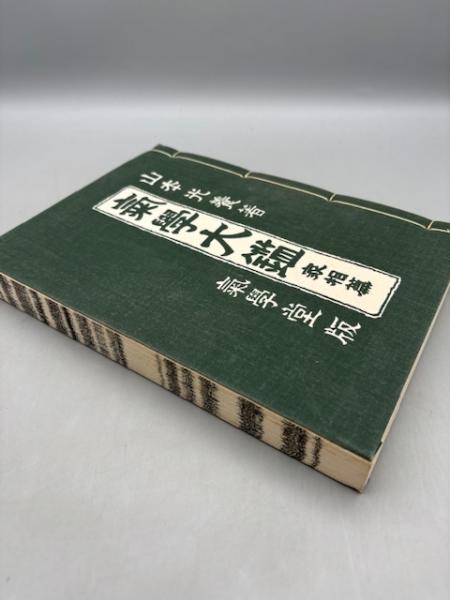 山本光養著
氣學大鑑 家相篇
氣學堂版